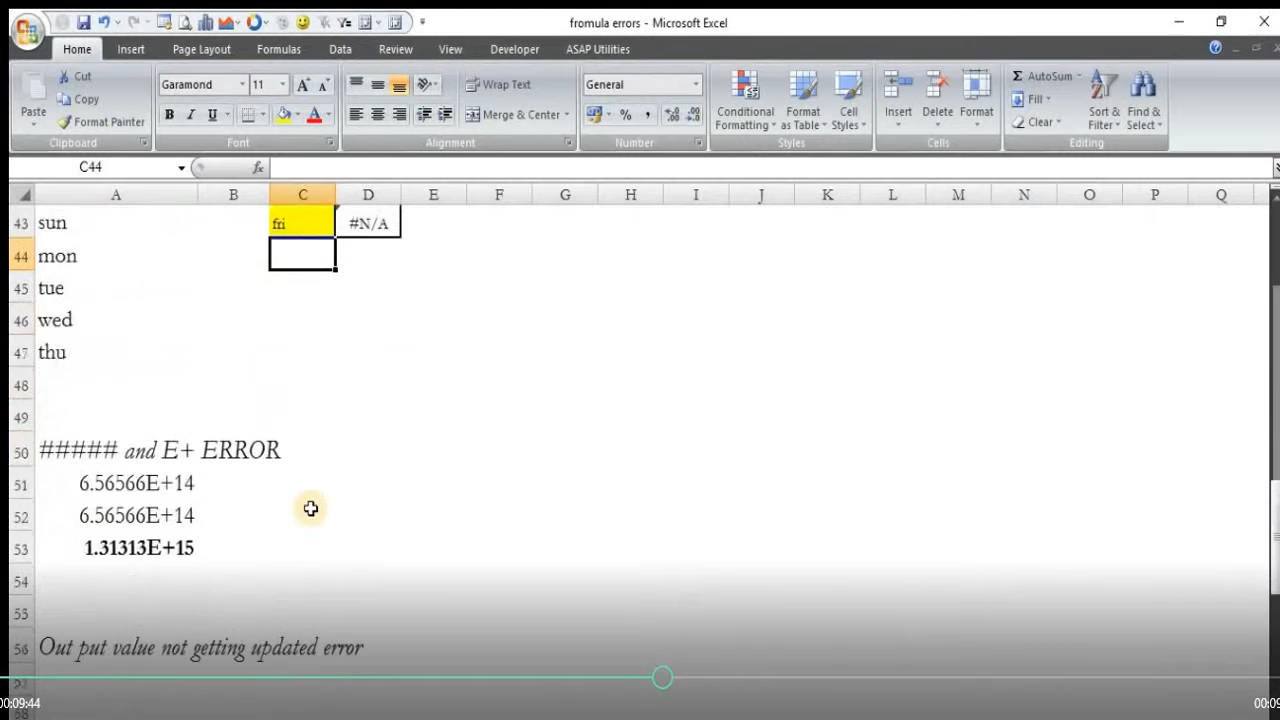 fromula errors - Microsoft Excel
Home Insert Page Layout Formulas Data Review View Developer ASAP Utilities
Cut
Copy
Format Painter
Paste
Clipboard
Garamond 11
B I U
Font
Wrap Text
Merge & Center
Alignment
General
%
Number
Conditional Formatting
Format as Table
Cell Styles
Styles
Insert Delete Format
Cells
Σ AutoSum
Fill
Clear
Sort & Filter
Find & Select
Editing
C44 fx
A B C D E F G H I J K L M N O P Q
43 sun fri #N/A
44 mon
45 tue
46 wed
47 thu
48
49
50 ##### and E+ ERROR
51 6.56566E+14
52 6.56566E+14
53 1.31313E+15
54
55
56 Out put value not getting updated error
00:09:44